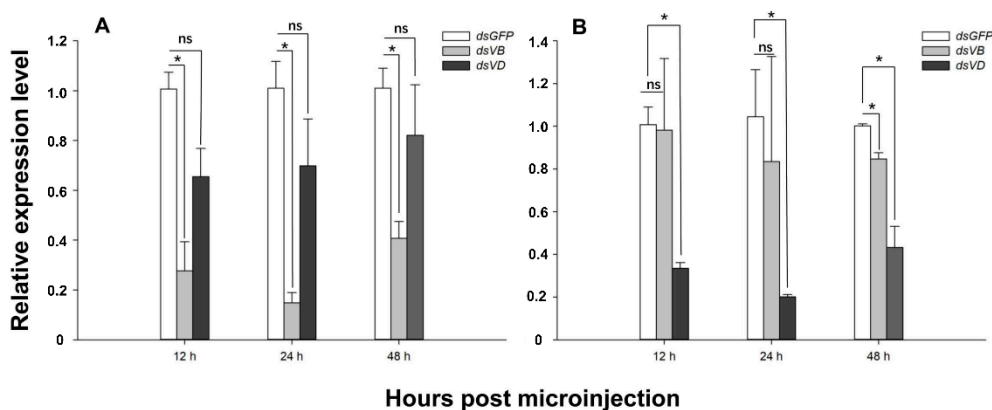 A
dsGFP
dsVB
dsVD
ns
ns
ns
*
*
*
1.2
1.0
0.8
0.6
0.4
0.2
0
12 h
24 h
48 h
B
dsGFP
dsVB
dsVD
*
*
*
ns
ns
*
1.4
1.2
1.0
0.8
0.6
0.4
0.2
0
12 h
24 h
48 h
Relative expression level
Hours post microinjection